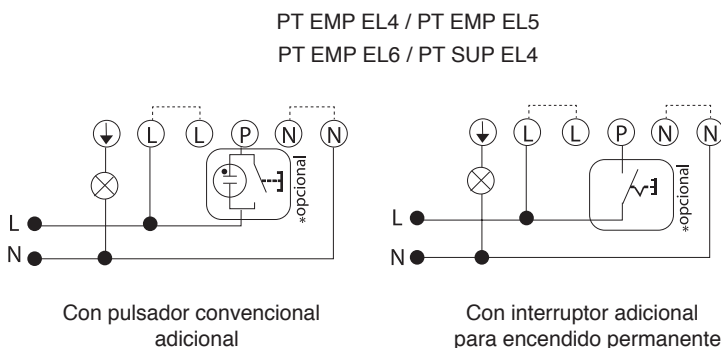 PT EMP EL4 / PT EMP EL5
PT EMP EL6 / PT SUP EL4
L L P N N
*opcional
L
N
Con pulsador convencional
adicional
L L P N N
*opcional
L
N
Con interruptor adicional
para encendido permanente